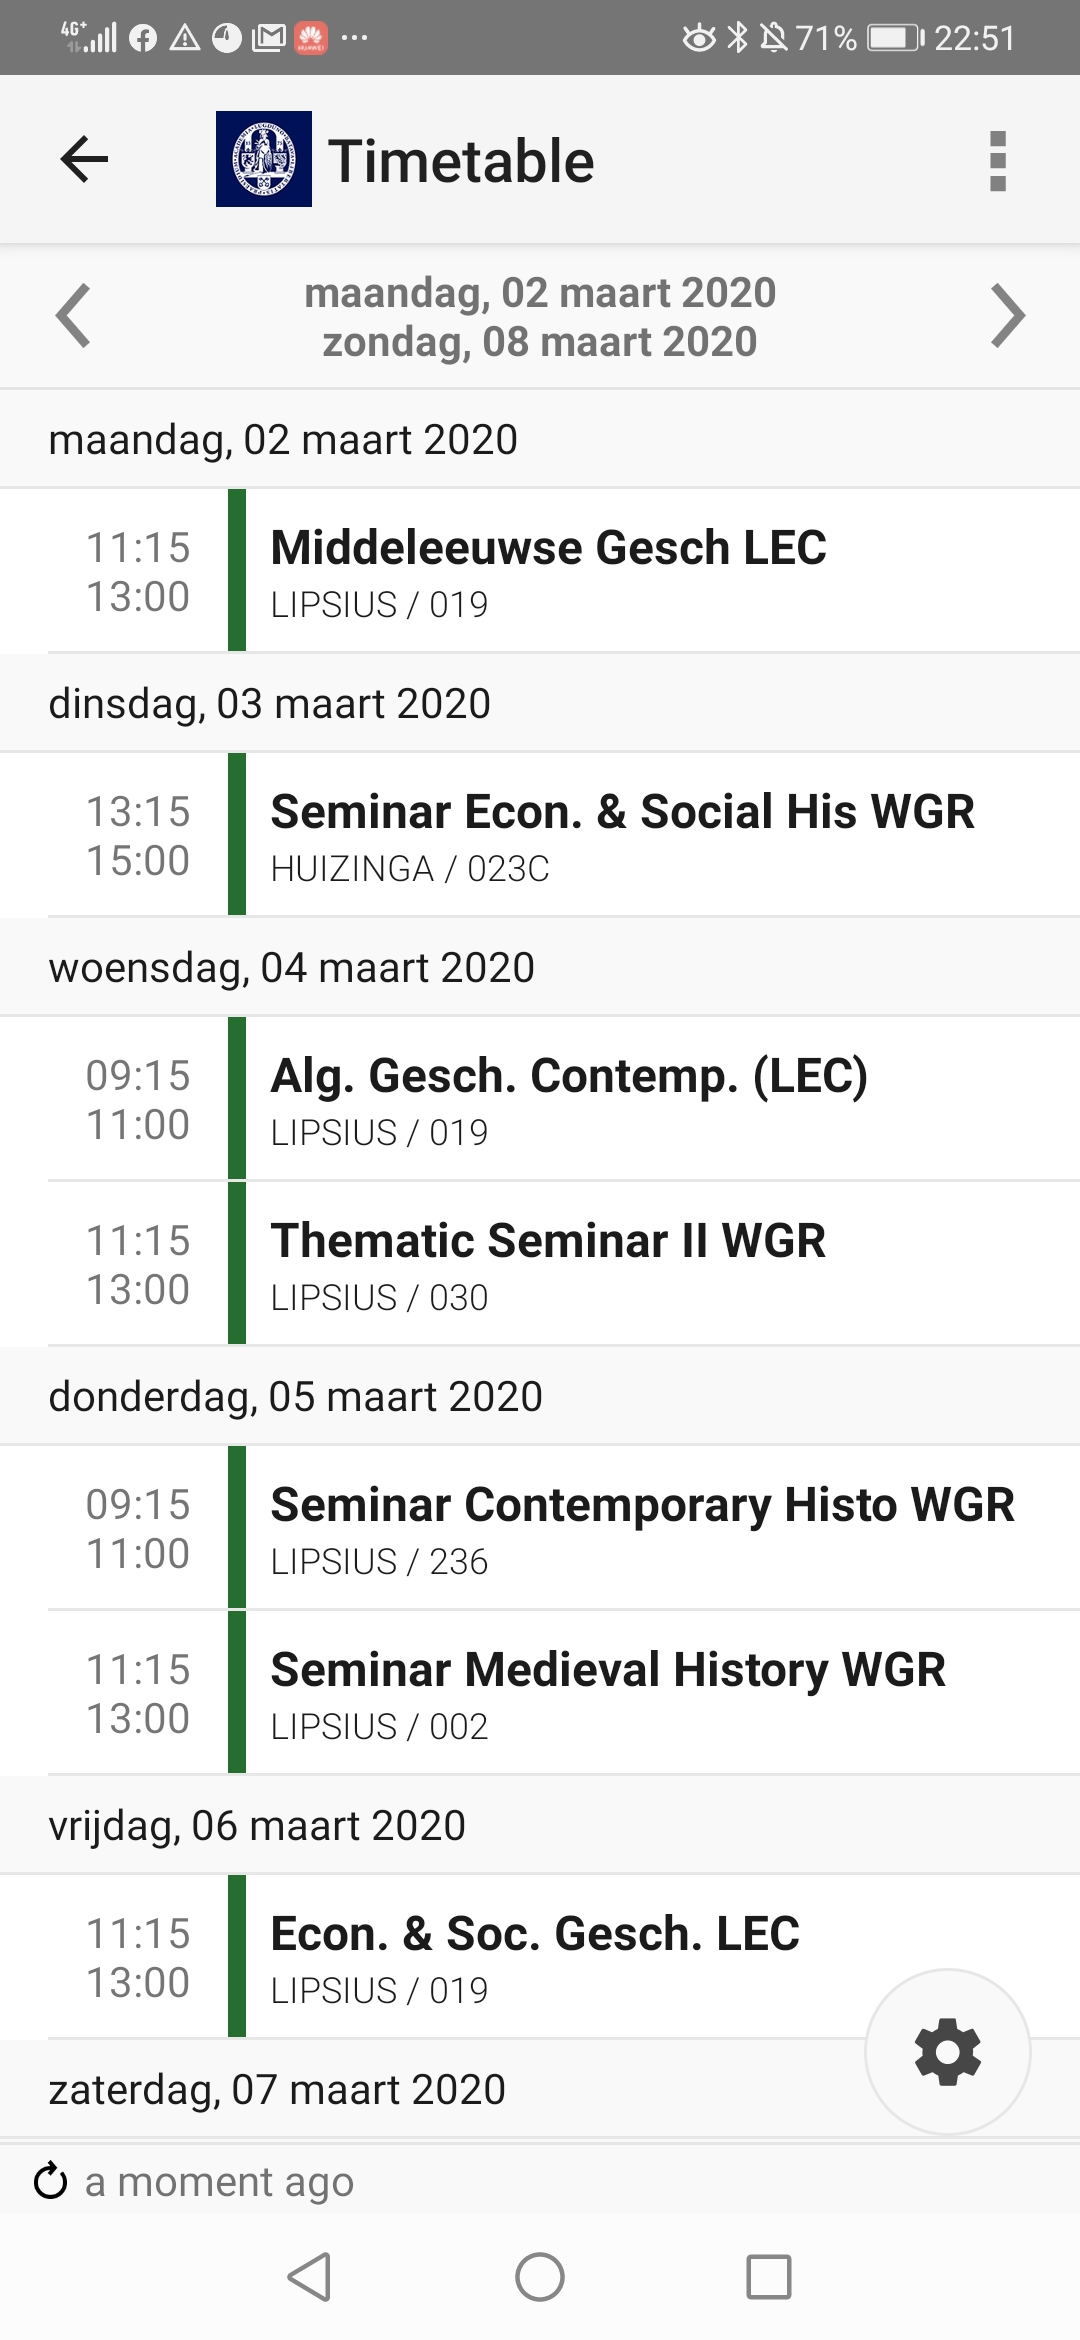 4G+ 71% 22:51
HUAWEI
Timetable
maandag, 02 maart 2020
zondag, 08 maart 2020
maandag, 02 maart 2020
11:15
13:00
Middeleeuwse Gesch LEC
LIPSIUS / 019
dinsdag, 03 maart 2020
13:15
15:00
Seminar Econ. & Social His WGR
HUIZINGA / 023C
woensdag, 04 maart 2020
09:15
11:00
Alg. Gesch. Contemp. (LEC)
LIPSIUS / 019
11:15
13:00
Thematic Seminar II WGR
LIPSIUS / 030
donderdag, 05 maart 2020
09:15
11:00
Seminar Contemporary Histo WGR
LIPSIUS / 236
11:15
13:00
Seminar Medieval History WGR
LIPSIUS / 002
vrijdag, 06 maart 2020
11:15
13:00
Econ. & Soc. Gesch. LEC
LIPSIUS / 019
zaterdag, 07 maart 2020
a moment ago